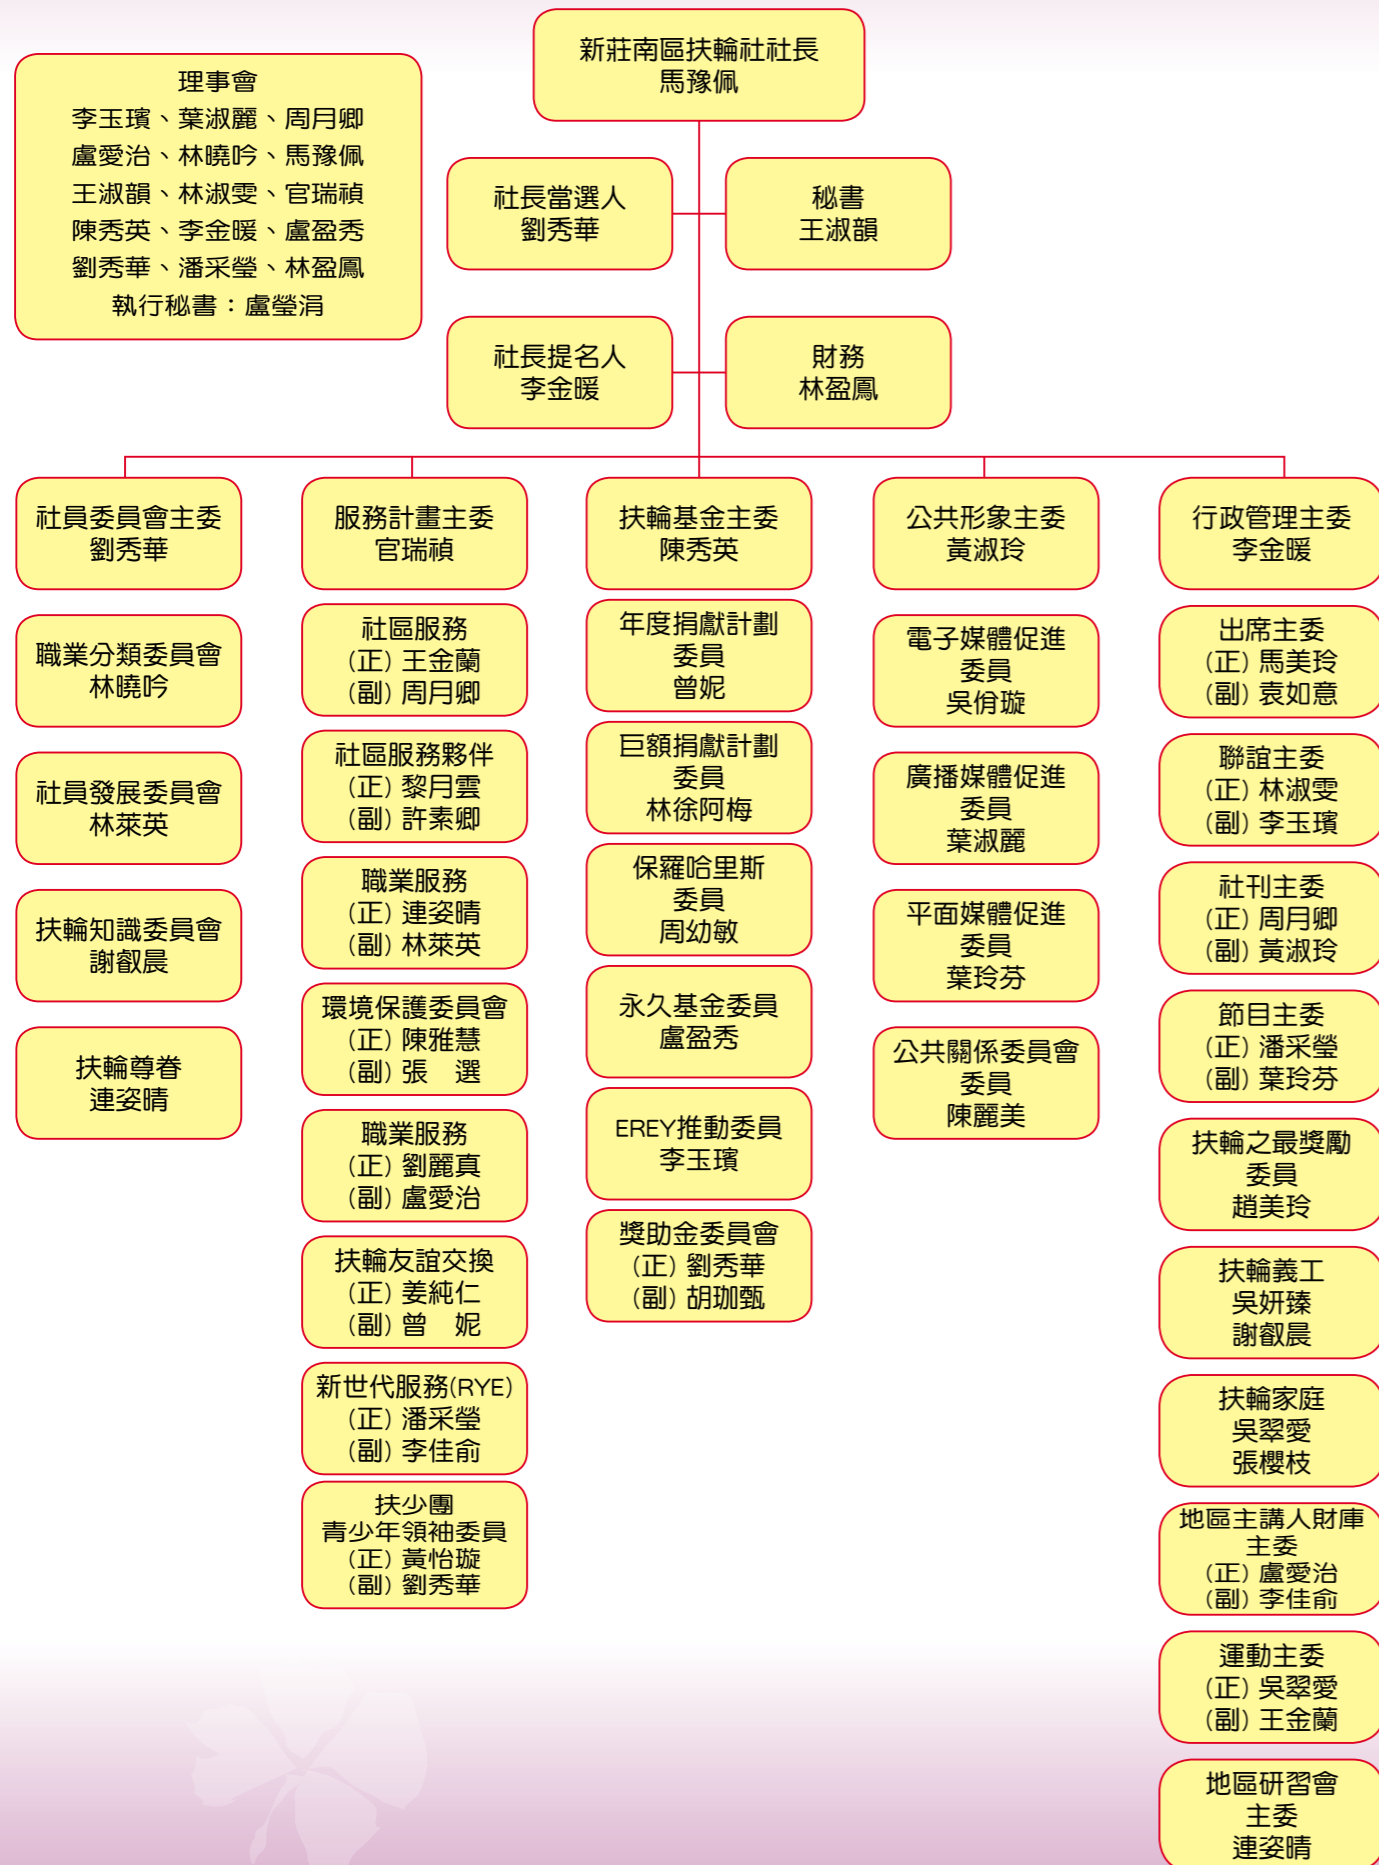 新莊南區扶輪社社長
馬豫佩
理事會
李玉璸、葉淑麗、周月卿
盧愛治、林曉吟、馬豫佩
王淑韻、林淑雯、官瑞禎
陳秀英、李金暖、盧盈秀
劉秀華、潘采瑩、林盈鳳
執行秘書：盧瑩涓
社長當選人
劉秀華
秘書
王淑韻
社長提名人
李金暖
財務
林盈鳳
社員委員會主委
劉秀華
職業分類委員會
林曉吟
社員發展委員會
林萊英
扶輪知識委員會
謝叡晨
扶輪尊眷
連姿晴
服務計畫主委
官瑞禎
社區服務
(正) 王金蘭
(副) 周月卿
社區服務夥伴
(正) 黎月雲
(副) 許素卿
職業服務
(正) 連姿晴
(副) 林萊英
環境保護委員會
(正) 陳雅慧
(副) 張　選
職業服務
(正) 劉麗真
(副) 盧愛治
扶輪友誼交換
(正) 姜純仁
(副) 曾　妮
新世代服務(RYE)
(正) 潘采瑩
(副) 李佳俞
扶少團
青少年領袖委員
(正) 黃怡璇
(副) 劉秀華
扶輪基金主委
陳秀英
年度捐獻計劃
委員
曾妮
巨額捐獻計劃
委員
林徐阿梅
保羅哈里斯
委員
周幼敏
永久基金委員
盧盈秀
EREY推動委員
李玉璸
獎助金委員會
(正) 劉秀華
(副) 胡珈甄
公共形象主委
黃淑玲
電子媒體促進
委員
吳佾璇
廣播媒體促進
委員
葉淑麗
平面媒體促進
委員
葉玲芬
公共關係委員會
委員
陳麗美
行政管理主委
李金暖
出席主委
(正) 馬美玲
(副) 袁如意
聯誼主委
(正) 林淑雯
(副) 李玉璸
社刊主委
(正) 周月卿
(副) 黃淑玲
節目主委
(正) 潘采瑩
(副) 葉玲芬
扶輪之最獎勵
委員
趙美玲
扶輪義工
吳妍臻
謝叡晨
扶輪家庭
吳翠愛
張櫻枝
地區主講人財庫
主委
(正) 盧愛治
(副) 李佳俞
運動主委
(正) 吳翠愛
(副) 王金蘭
地區研習會
主委
連姿晴